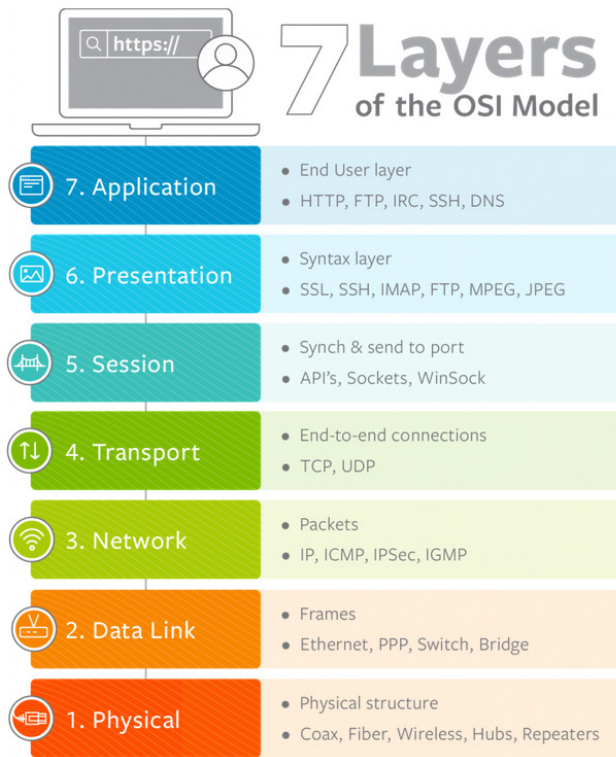 https://
7 Layers
of the OSI Model
7. Application
• End User layer
• HTTP, FTP, IRC, SSH, DNS
6. Presentation
• Syntax layer
• SSL, SSH, IMAP, FTP, MPEG, JPEG
5. Session
• Synch & send to port
• API's, Sockets, WinSock
4. Transport
• End-to-end connections
• TCP, UDP
3. Network
• Packets
• IP, ICMP, IPSec, IGMP
2. Data Link
• Frames
• Ethernet, PPP, Switch, Bridge
1. Physical
• Physical structure
• Coax, Fiber, Wireless, Hubs, Repeaters